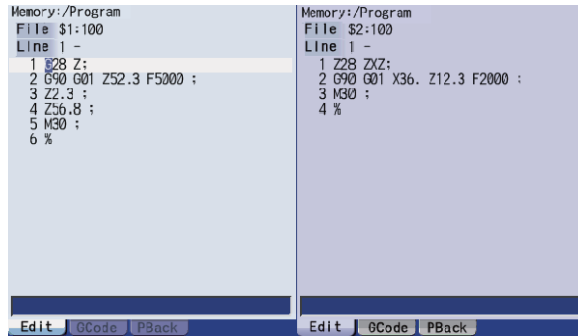 Memory:/Program
File $1:100
Line 1 -
1 G28 Z;
2 G90 G01 Z52.3 F5000 ;
3 Z2.3 ;
4 Z56.8 ;
5 M30 ;
6 %
Edit GCode PBack
Memory:/Program
File $2:100
Line 1 -
1 Z28 ZXZ;
2 G90 G01 X36. Z12.3 F2000 ;
3 M30 ;
4 %
Edit GCode PBack